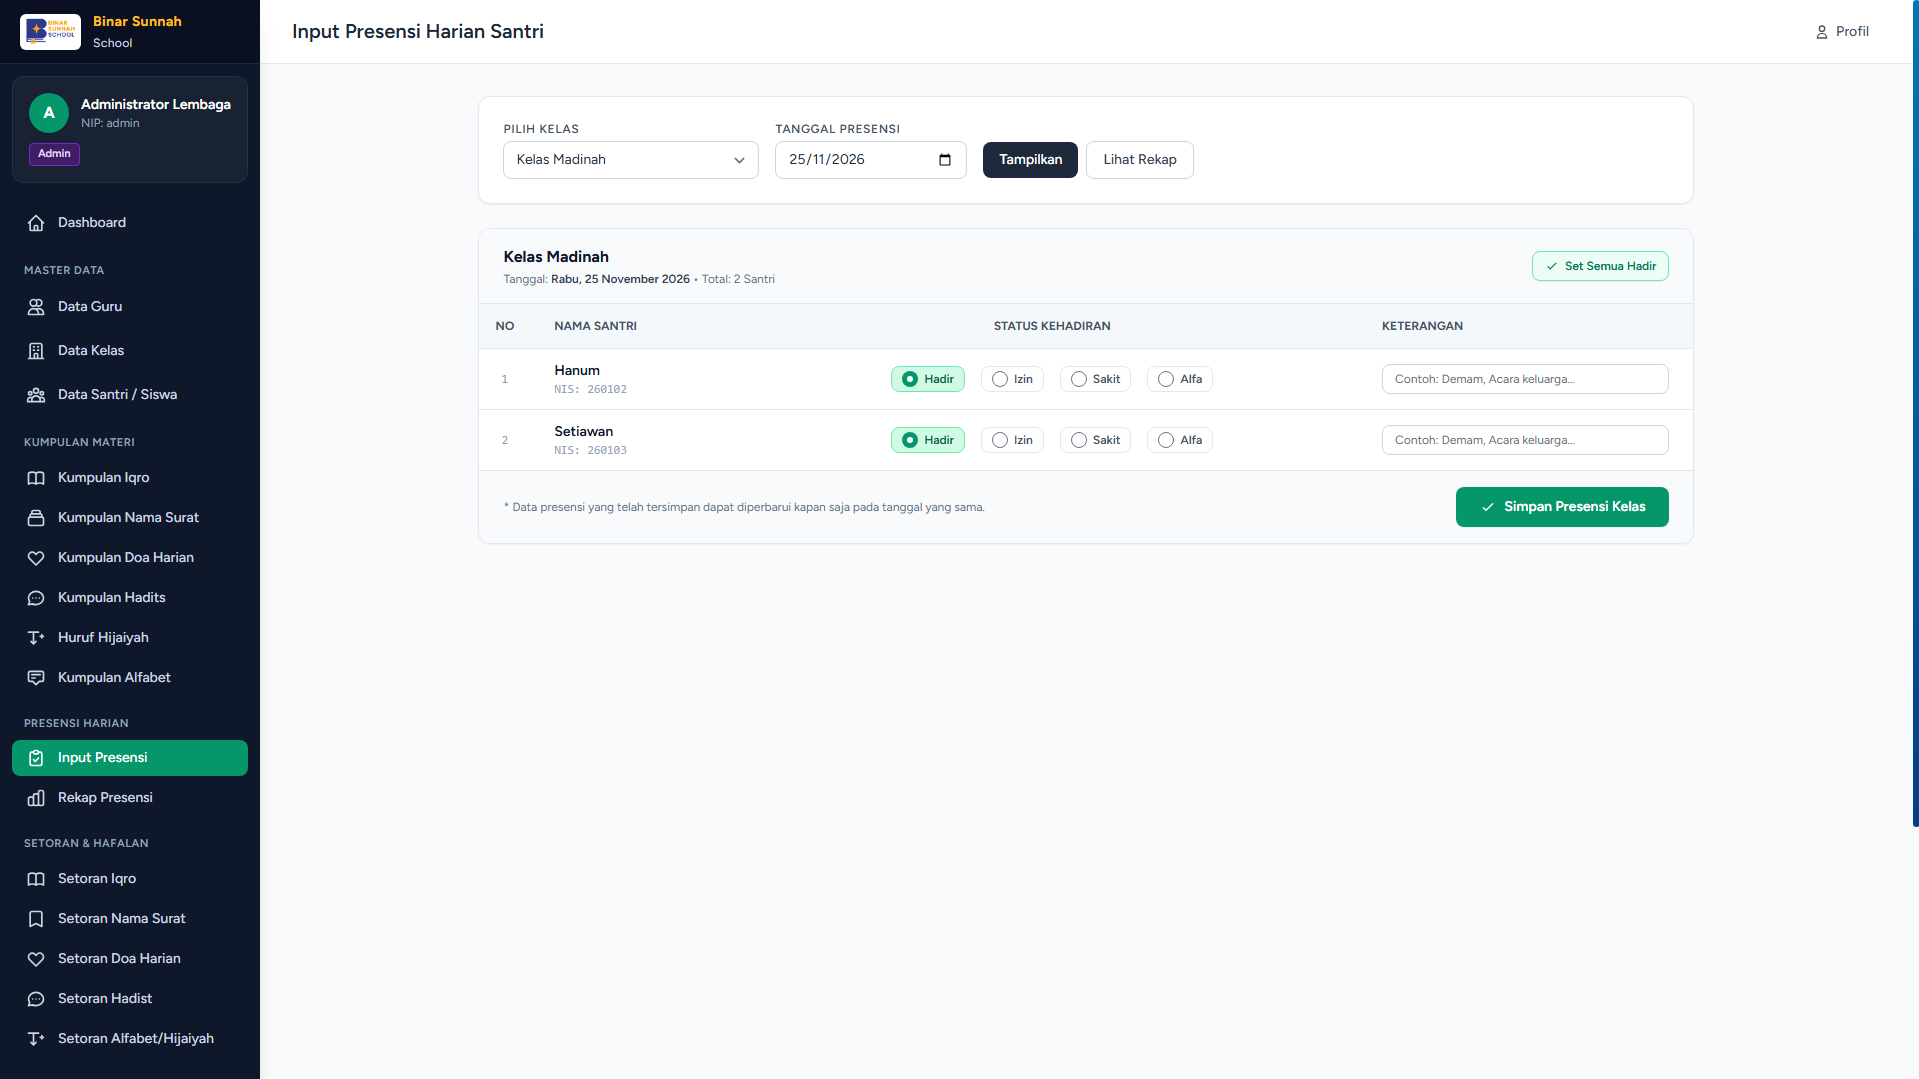 BINAR
SUNNAH
SCHOOL
Binar Sunnah
School
A
Administrator Lembaga
NIP: admin
Admin
Dashboard
MASTER DATA
Data Guru
Data Kelas
Data Santri / Siswa
KUMPULAN MATERI
Kumpulan Iqro
Kumpulan Nama Surat
Kumpulan Doa Harian
Kumpulan Hadits
Huruf Hijaiyah
Kumpulan Alfabet
PRESENSI HARIAN
Input Presensi
Rekap Presensi
SETORAN & HAFALAN
Setoran Iqro
Setoran Nama Surat
Setoran Doa Harian
Setoran Hadist
Setoran Alfabet/Hijaiyah
Input Presensi Harian Santri
Profil
PILIH KELAS
TANGGAL PRESENSI
Kelas Madinah
25/11/2026
Tampilkan
Lihat Rekap
Kelas Madinah
Tanggal: Rabu, 25 November 2026 • Total: 2 Santri
Set Semua Hadir
NO NAMA SANTRI STATUS KEHADIRAN KETERANGAN
1 Hanum Hadir Izin Sakit Alfa Contoh: Demam, Acara keluarga...
NIS: 260102
2 Setiawan Hadir Izin Sakit Alfa Contoh: Demam, Acara keluarga...
NIS: 260103
* Data presensi yang telah tersimpan dapat diperbarui kapan saja pada tanggal yang sama.
Simpan Presensi Kelas